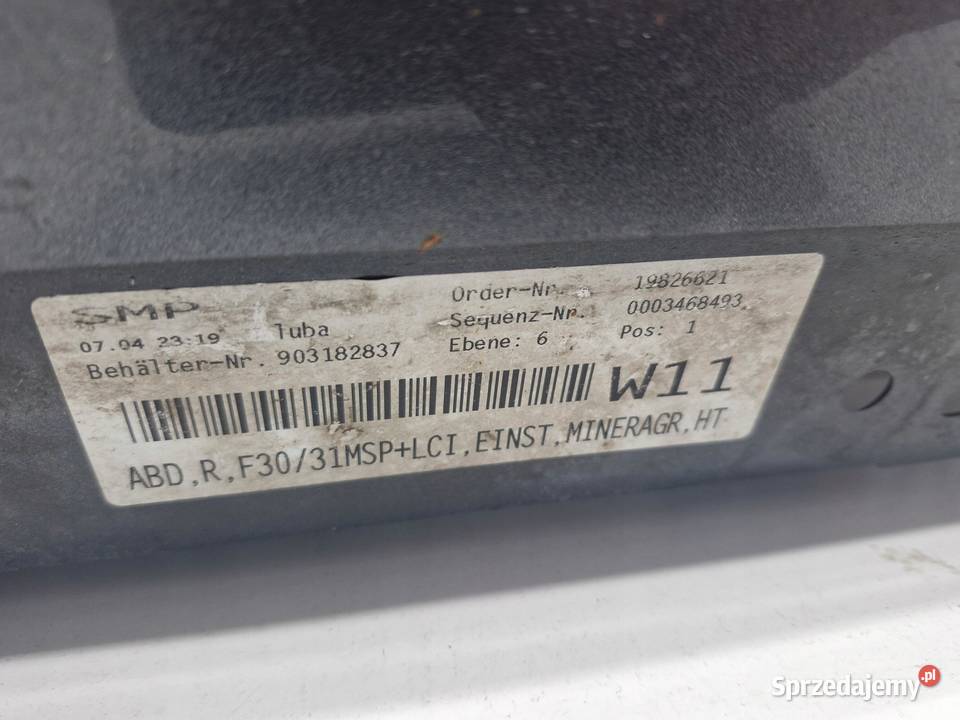 SMP
07.04 23:19 Tuba
Behälter-Nr. 903182837
Order-Nr. 19826621
Sequenz-Nr. 0003468493
Ebene: 6 Pos: 1
W11
ABD,R,F30/31MSP+LCI,EINST,MINERAGR,HT
Sprzedajemy.pl